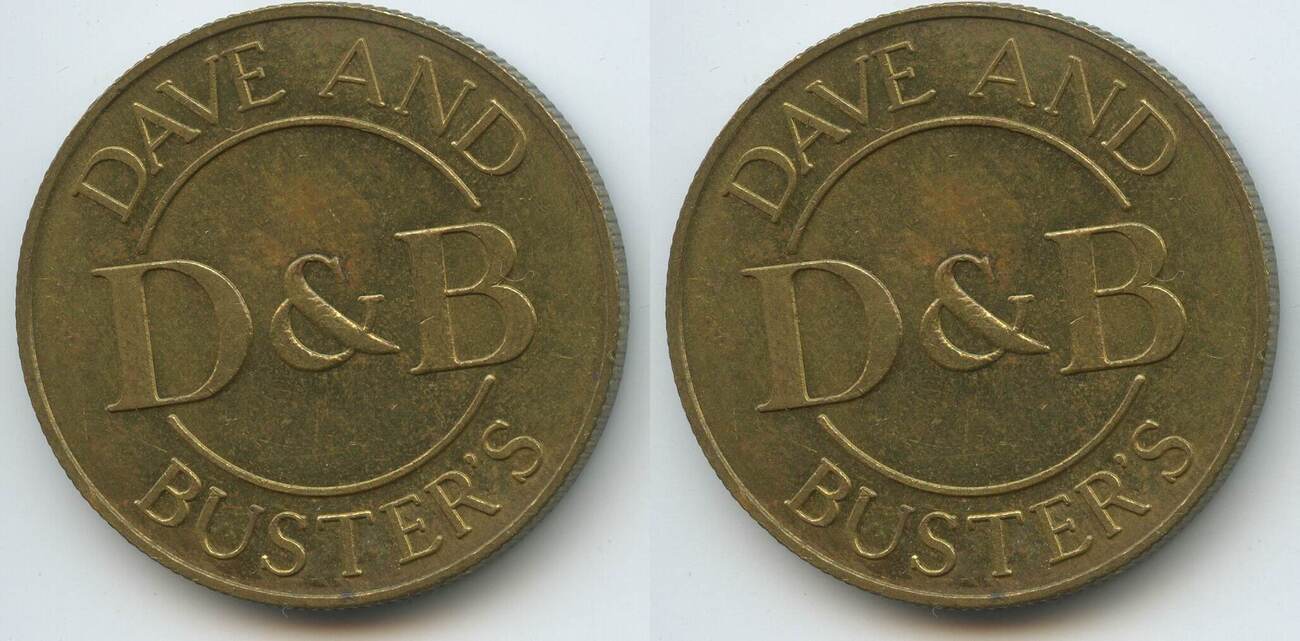 DAVE AND
D & B
BUSTER'S
DAVE AND
D & B
BUSTER'S